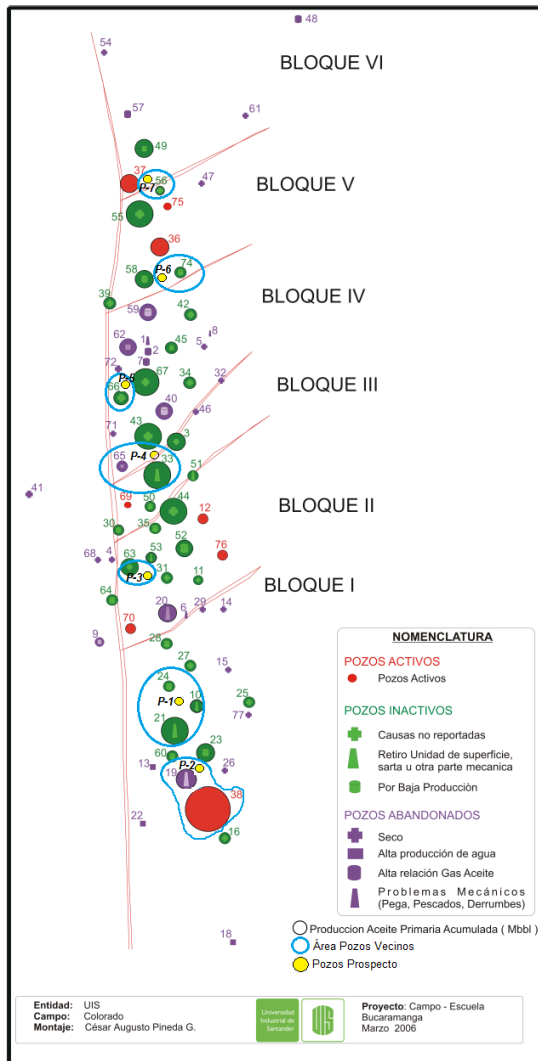 48
54
BLOQUE VI
57
61
49
37
P-7
56
47
BLOQUE V
75
55
36
P-6
74
58
BLOQUE IV
39
59
42
8
62
1
2
45
5
72
7
67
34
32
BLOQUE III
P-5
66
40
46
71
43
3
P-4
65
33
51
41
69
50
44
12
BLOQUE II
30
35
52
76
68
4
63
53
P-3
31
11
BLOQUE I
64
20
6
29
14
70
9
28
27
15
24
P-1
10
25
77
21
60
23
13
19
P-2
26
38
22
16
18
NOMENCLATURA
POZOS ACTIVOS
Pozos Activos
POZOS INACTIVOS
Causas no reportadas
Retiro Unidad de superficie,
sarta u otra parte mecanica
Por Baja Producciòn
POZOS ABANDONADOS
Seco
Alta producción de agua
Alta relación Gas Aceite
Problemas Mecánicos
(Pega, Pescados, Derrumbes)
Produccion Aceite Primaria Acumulada ( Mbbl )
Área Pozos Vecinos
Pozos Prospecto
Entidad: UIS
Campo: Colorado
Montaje: César Augusto Pineda G.
Universidad
Industrial de
Santander
UIS
Proyecto: Campo - Escuela
Bucaramanga
Marzo 2006